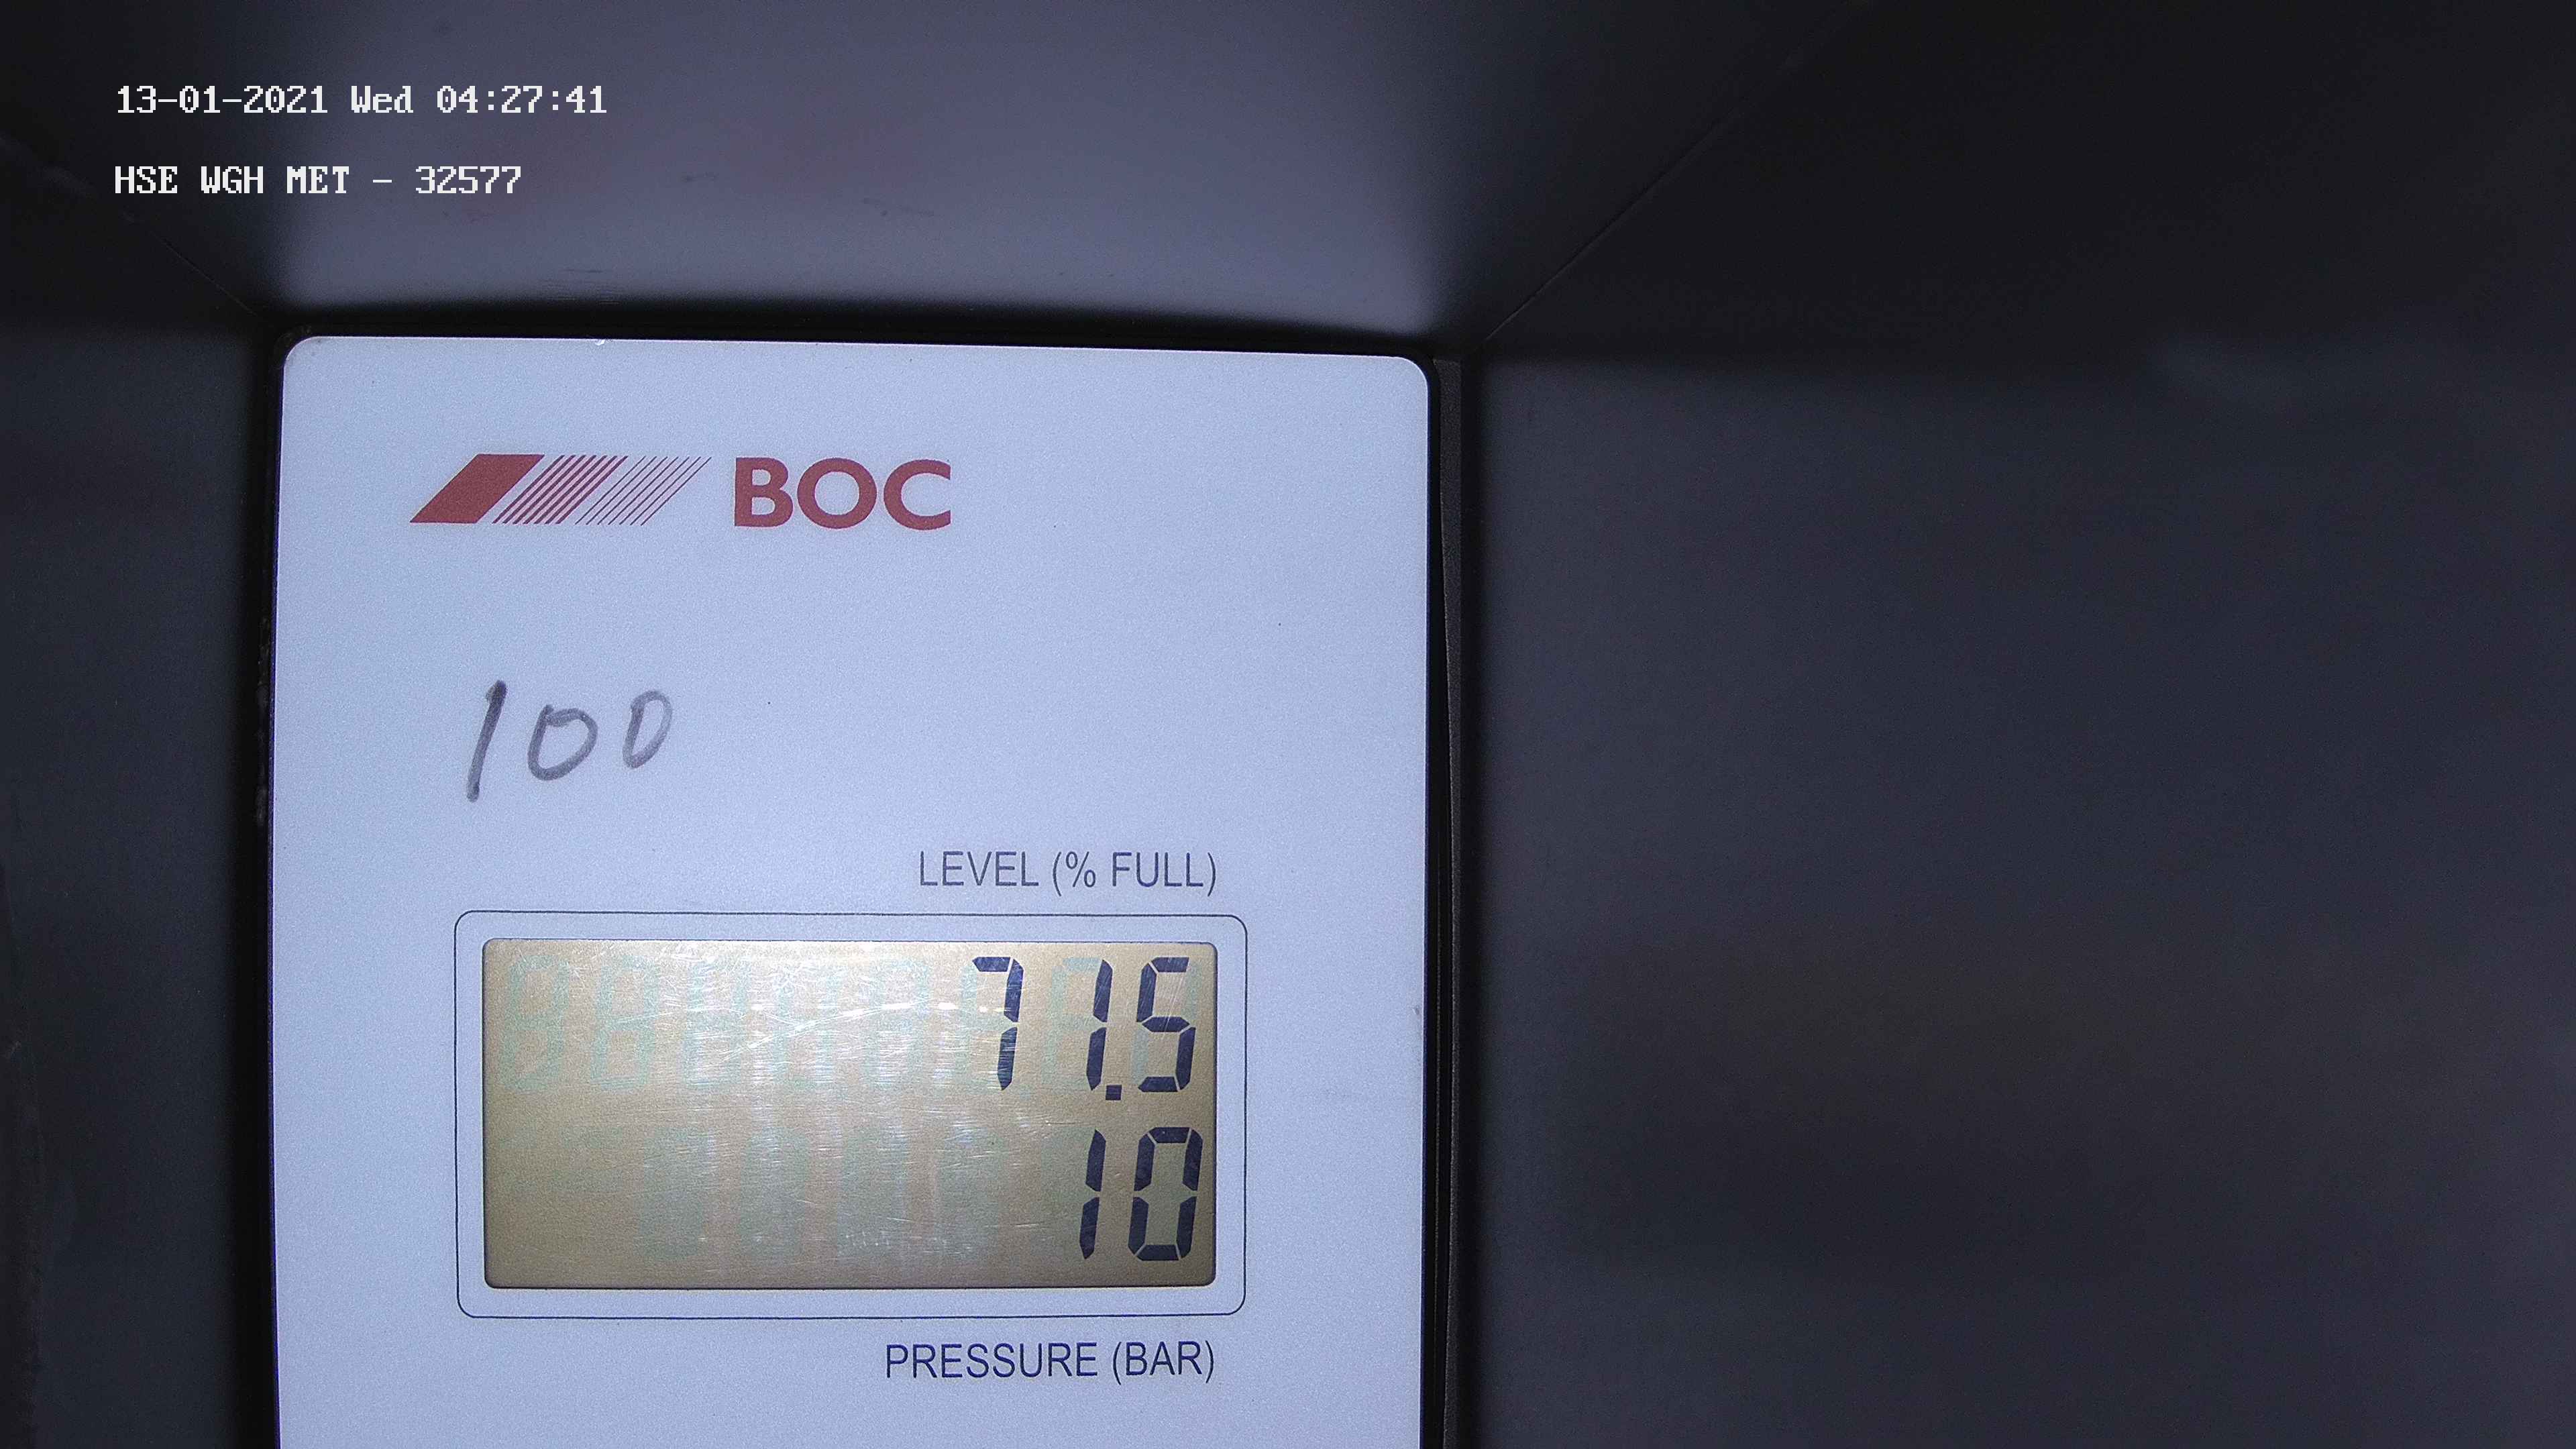 13-01-2021 Wed 04:27:41
HSE WGH MET - 32577
BOC
100
LEVEL (% FULL)
71.5
10
PRESSURE (BAR)